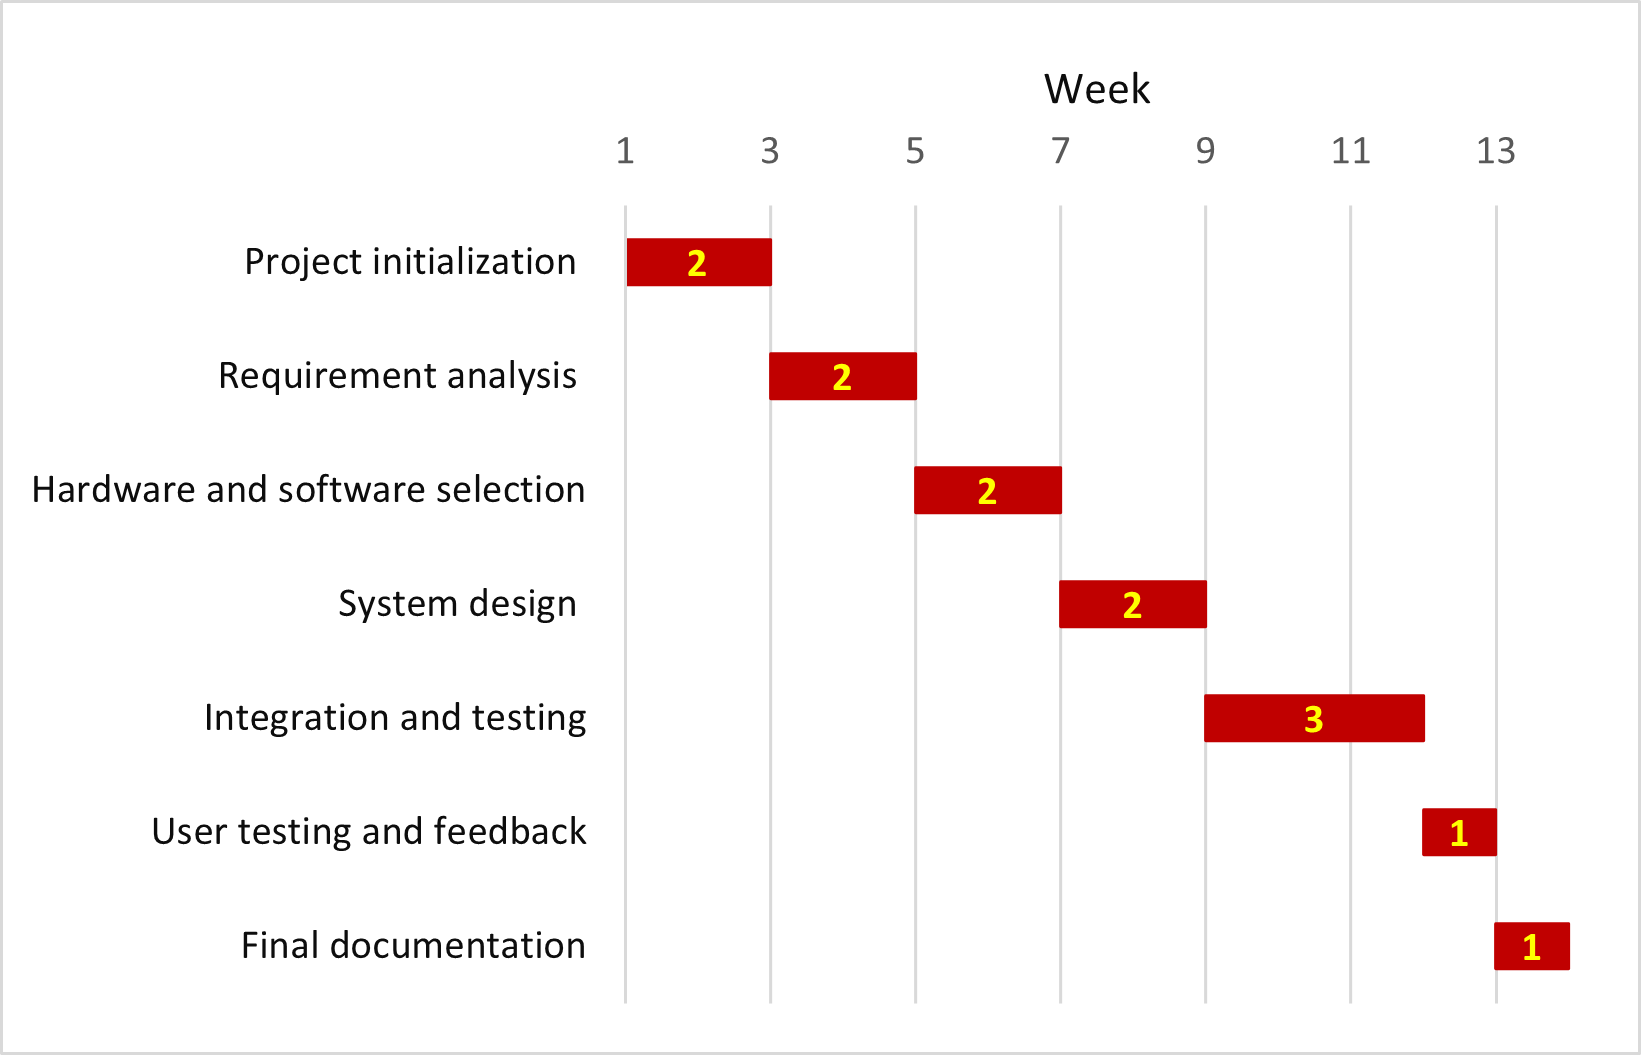 Week
1 3 5 7 9 11 13
Project initialization 2
Requirement analysis 2
Hardware and software selection 2
System design 2
Integration and testing 3
User testing and feedback 1
Final documentation 1